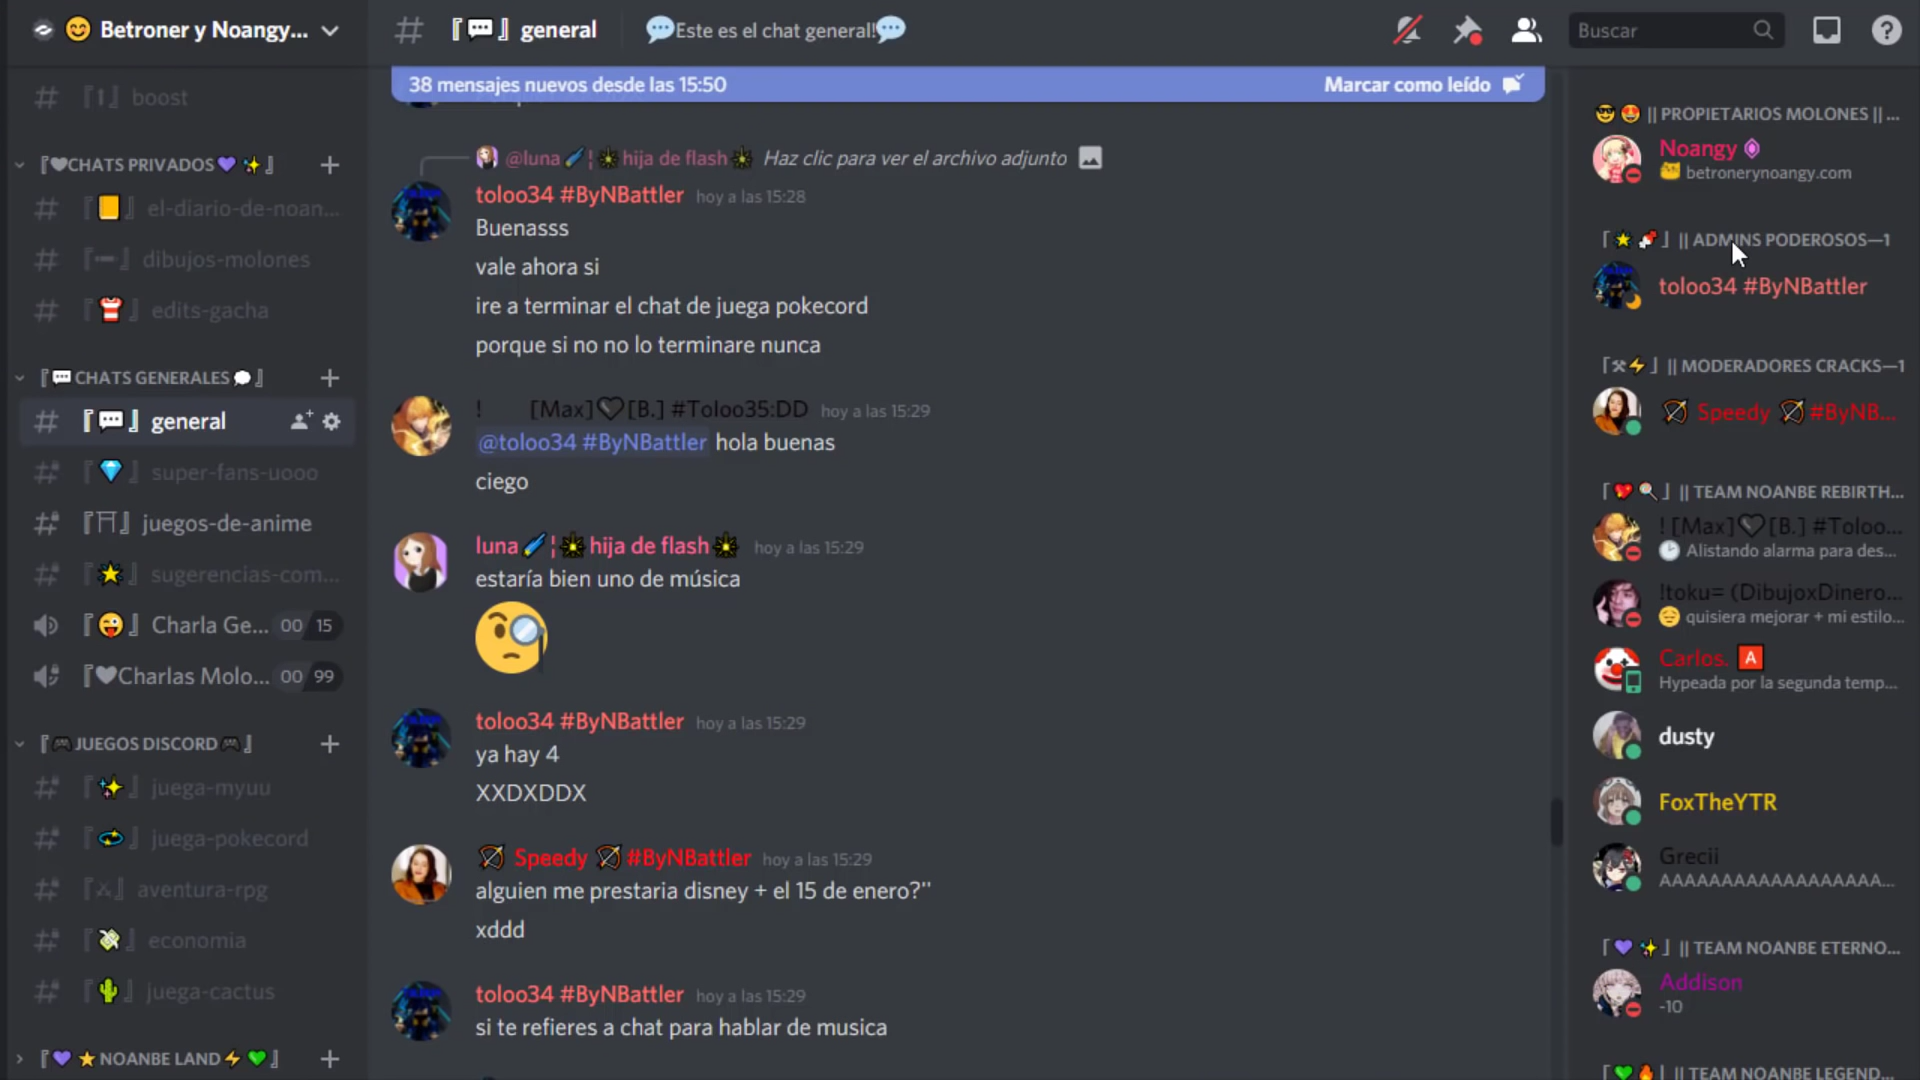 Betroner y Noangy...
boost
『🖤CHATS PRIVADOS💜✨』
el-diario-de-noan...
dibujos-molones
edits-gacha
『💬CHATS GENERALES💭』
『💬』 general
super-fans-uooo
juegos-de-anime
sugerencias-com...
Charla Ge... 00 15
Charlas Molo... 00 99
『🎮JUEGOS DISCORD🎮』
juega-myuu
juega-pokecord
aventura-rpg
economia
juega-cactus
『💜⭐NOANBE LAND⚡💚』
『💬』 general
💬Este es el chat general!💬
Buscar
38 mensajes nuevos desde las 15:50
Marcar como leído
@luna ¦ hija de flash Haz clic para ver el archivo adjunto
toloo34 #ByNBattler hoy a las 15:28
Buenasss
vale ahora si
ire a terminar el chat de juega pokecord
porque si no no lo terminare nunca
! [Max]♡[B.] #Toloo35:DD hoy a las 15:29
@toloo34 #ByNBattler hola buenas
ciego
luna ¦ hija de flash hoy a las 15:29
estaría bien uno de música
toloo34 #ByNBattler hoy a las 15:29
ya hay 4
XXDXDDX
🏹 Speedy 🏹#ByNBattler hoy a las 15:29
alguien me prestaria disney + el 15 de enero?''
xddd
toloo34 #ByNBattler hoy a las 15:29
si te refieres a chat para hablar de musica
|| PROPIETARIOS MOLONES || ...
Noangy
betronerynoangy.com
|| ADMINS PODEROSOS—1
toloo34 #ByNBattler
|| MODERADORES CRACKS—1
🏹 Speedy 🏹#ByNB...
|| TEAM NOANBE REBIRTH...
! [Max]♡[B.] #Toloo...
Alistando alarma para des...
!toku= (DibujoxDinero...
quisiera mejorar + mi estilo...
Carlos. A
Hypeada por la segunda temp...
dusty
FoxTheYTR
Grecii
AAAAAAAAAAAAAAAAAA...
|| TEAM NOANBE ETERNO...
Addison
-10
|| TEAM NOANBE LEGEND...